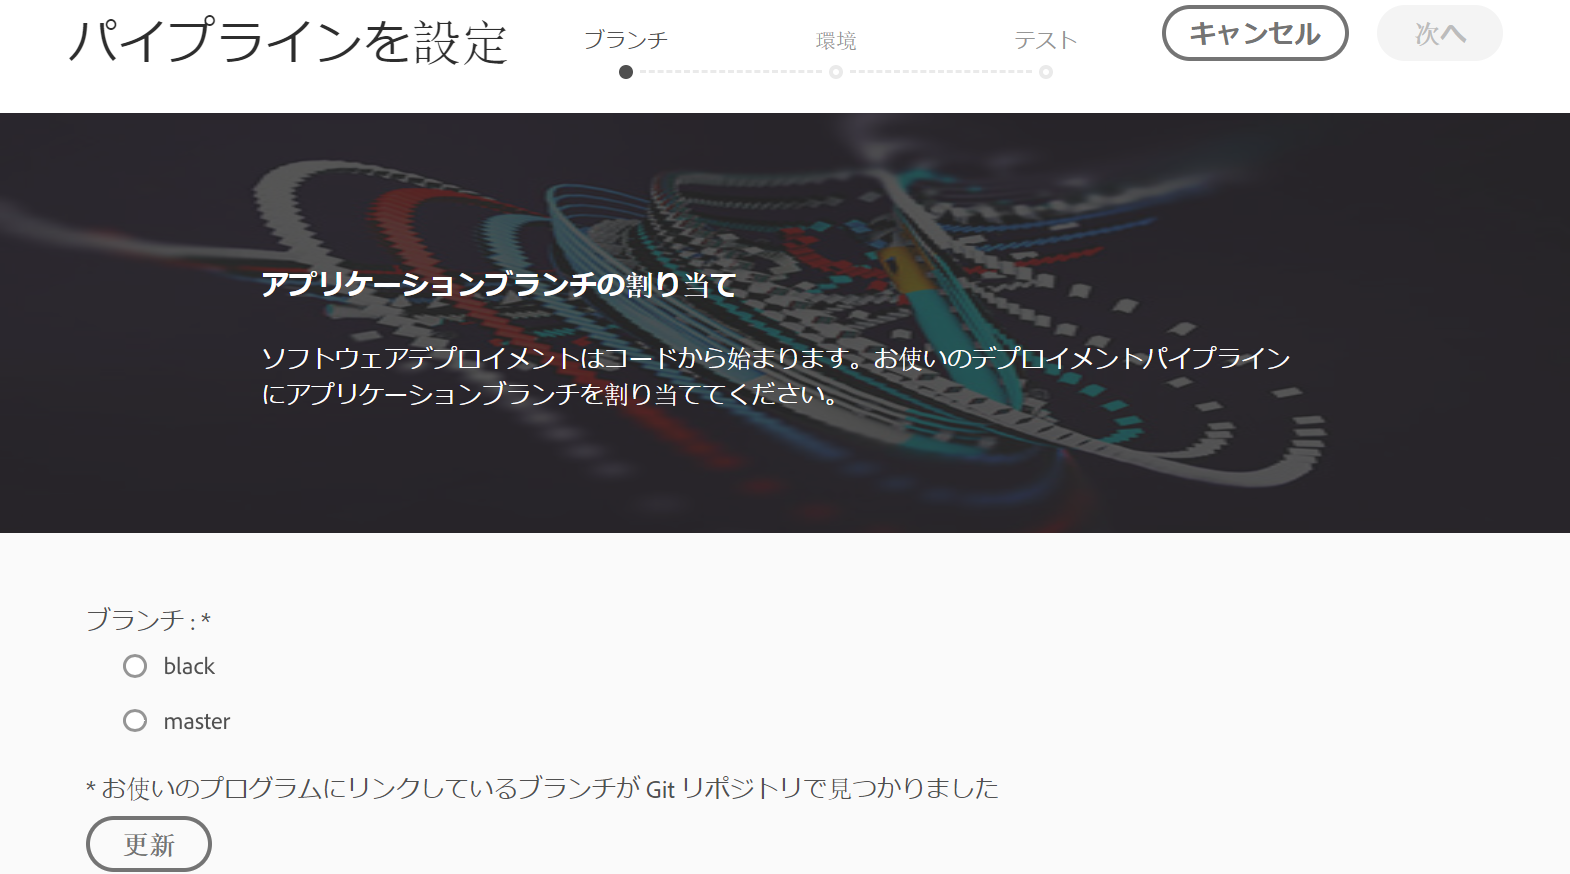 パイプラインを設定
ブランチ
環境
テスト
キャンセル
次へ
アプリケーションブランチの割り当て
ソフトウェアデプロイメントはコードから始まります。お使いのデプロイメントパイプライン
にアプリケーションブランチを割り当ててください。
ブランチ : *
black
master
* お使いのプログラムにリンクしているブランチが Git リポジトリで見つかりました
更新